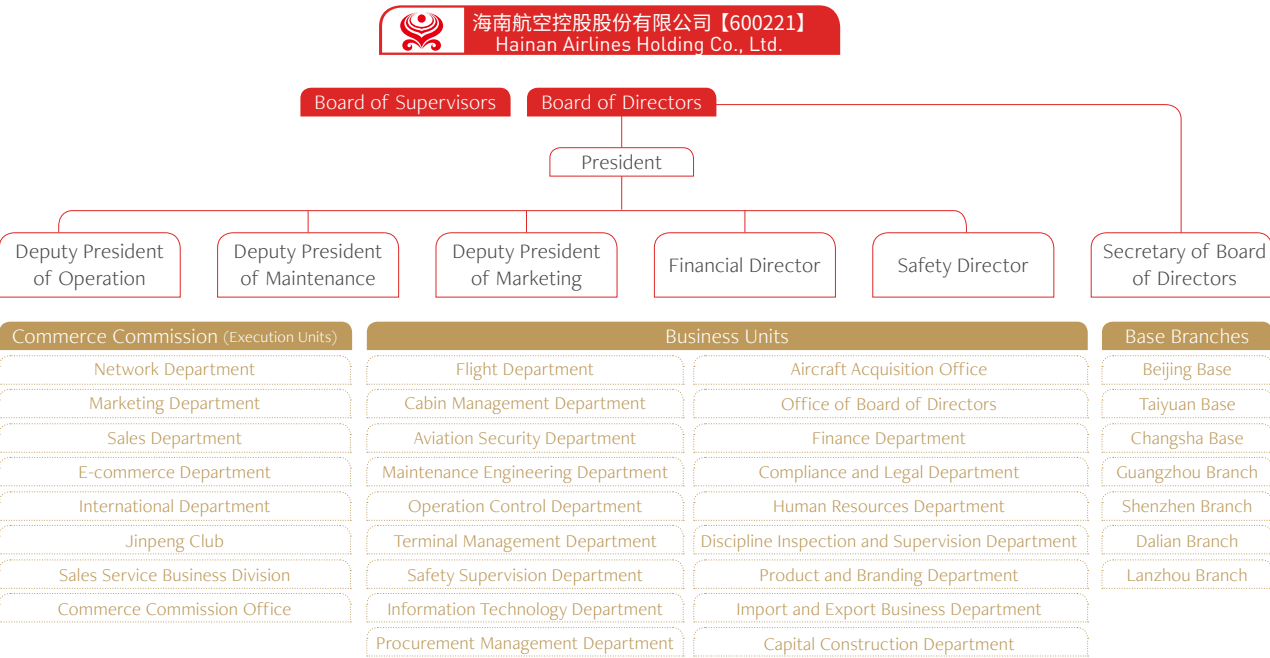 海南航空控股股份有限公司【600221】
Hainan Airlines Holding Co., Ltd.
Board of Supervisors
Board of Directors
President
Deputy President
of Operation
Deputy President
of Maintenance
Deputy President
of Marketing
Financial Director
Safety Director
Secretary of Board
of Directors
Commerce Commission (Execution Units)
Network Department
Marketing Department
Sales Department
E-commerce Department
International Department
Jinpeng Club
Sales Service Business Division
Commerce Commission Office
Business Units
Flight Department
Cabin Management Department
Aviation Security Department
Maintenance Engineering Department
Operation Control Department
Terminal Management Department
Safety Supervision Department
Information Technology Department
Procurement Management Department
Aircraft Acquisition Office
Office of Board of Directors
Finance Department
Compliance and Legal Department
Human Resources Department
Discipline Inspection and Supervision Department
Product and Branding Department
Import and Export Business Department
Capital Construction Department
Base Branches
Beijing Base
Taiyuan Base
Changsha Base
Guangzhou Branch
Shenzhen Branch
Dalian Branch
Lanzhou Branch